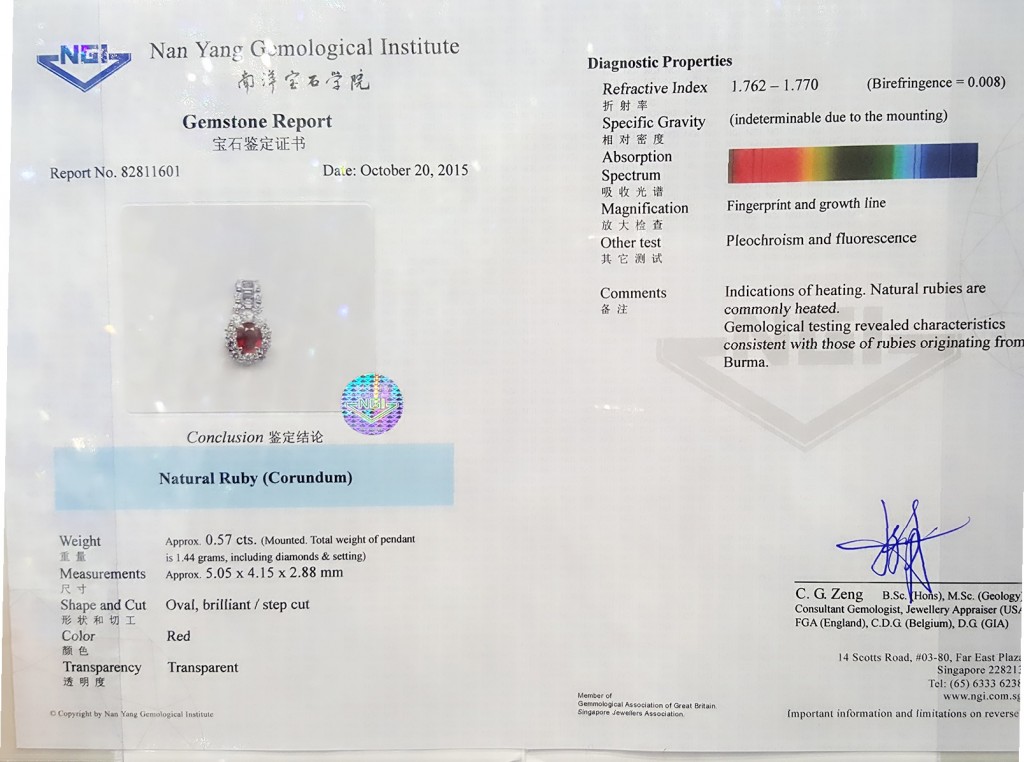 NGI
Nan Yang Gemological Institute
南洋宝石学院
Gemstone Report
宝石鉴定证书
Report No. 82811601
Date: October 20, 2015
NGI
Conclusion 鉴定结论
Natural Ruby (Corundum)
Weight Approx. 0.57 cts. (Mounted. Total weight of pendant
重量 is 1.44 grams, including diamonds & setting)
Measurements Approx. 5.05 x 4.15 x 2.88 mm
尺寸
Shape and Cut Oval, brilliant / step cut
形状和切工
Color Red
颜色
Transparency Transparent
透明度
© Copyright by Nan Yang Gemological Institute
Diagnostic Properties
Refractive Index 1.762 – 1.770 (Birefringence = 0.008)
折射率
Specific Gravity (indeterminable due to the mounting)
相对密度
Absorption
Spectrum
吸收光谱
Magnification Fingerprint and growth line
放大检查
Other test Pleochroism and fluorescence
其它测试
Comments Indications of heating. Natural rubies are
备注 commonly heated.
Gemological testing revealed characteristics
consistent with those of rubies originating from
Burma.
NGI
C. G. Zeng B.Sc. (Hons), M.Sc. (Geology)
Consultant Gemologist, Jewellery Appraiser (USA
FGA (England), C.D.G (Belgium), D.G (GIA)
14 Scotts Road, #03-80, Far East Plaza
Singapore 228213
Tel: (65) 6333 6238
www.ngi.com.sg
Member of
Gemmological Association of Great Britain.
Singapore Jewellers Association.
Important information and limitations on reverse